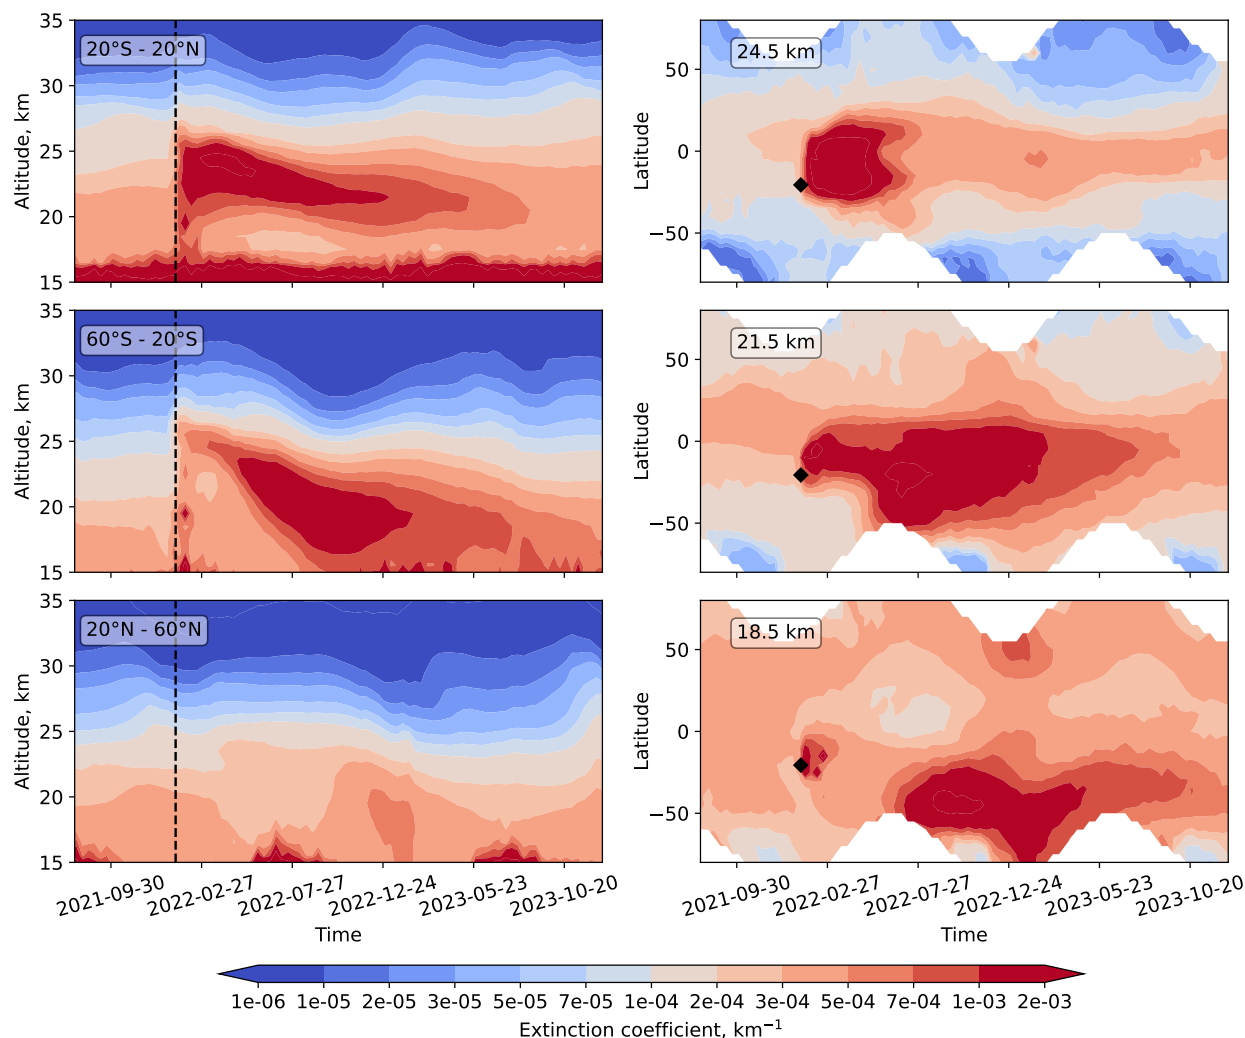 35
30
25
20
15
Altitude, km
20°S - 20°N
50
0
−50
Latitude
24.5 km
35
30
25
20
15
Altitude, km
60°S - 20°S
50
0
−50
Latitude
21.5 km
35
30
25
20
15
Altitude, km
20°N - 60°N
50
0
−50
Latitude
18.5 km
2021-09-30 2022-02-27 2022-07-27 2022-12-24 2023-05-23 2023-10-20
Time
2021-09-30 2022-02-27 2022-07-27 2022-12-24 2023-05-23 2023-10-20
Time
1e-06 1e-05 2e-05 3e-05 5e-05 7e-05 1e-04 2e-04 3e-04 5e-04 7e-04 1e-03 2e-03
Extinction coefficient, km⁻¹